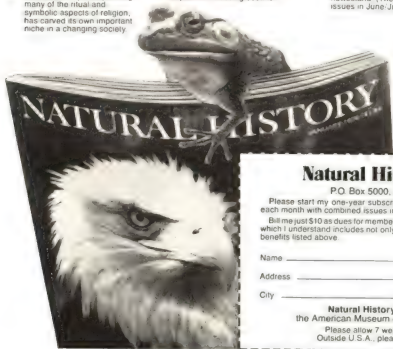 many of the ritual and
symbolic aspects of religion,
has carved its own important
niche in a changing society.
issues in June-J
NATURAL HISTORY
Natural Hi
P.O. Box 5000,
Please start my one-year subscr
each month with combined issues i
Bill me just $10 as dues for membe
which I understand includes not only
benefits listed above.
Name
Address
City
Natural History
the American Museum
Please allow 7 we
Outside U.S.A., plea